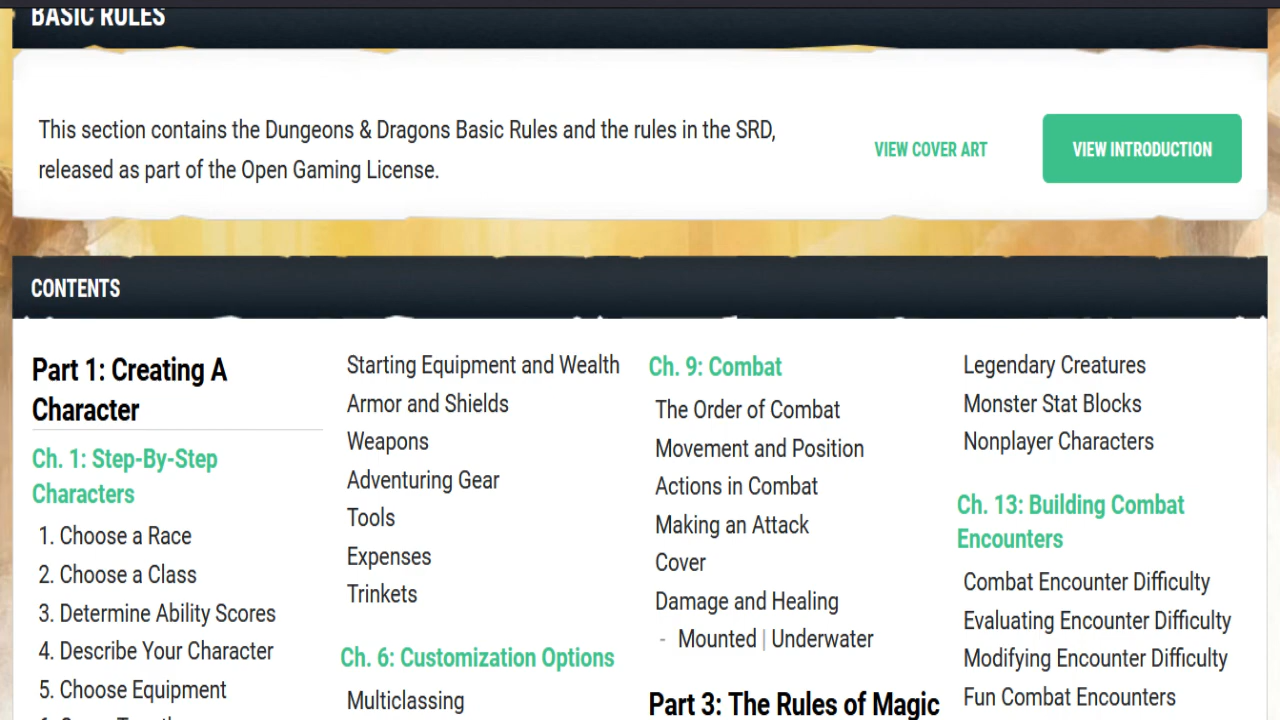 BASIC RULES
This section contains the Dungeons & Dragons Basic Rules and the rules in the SRD,
released as part of the Open Gaming License.
VIEW COVER ART
VIEW INTRODUCTION
CONTENTS
Part 1: Creating A
Character
Ch. 1: Step-By-Step
Characters
1. Choose a Race
2. Choose a Class
3. Determine Ability Scores
4. Describe Your Character
5. Choose Equipment
Starting Equipment and Wealth
Armor and Shields
Weapons
Adventuring Gear
Tools
Expenses
Trinkets
Ch. 6: Customization Options
Multiclassing
Ch. 9: Combat
The Order of Combat
Movement and Position
Actions in Combat
Making an Attack
Cover
Damage and Healing
- Mounted | Underwater
Part 3: The Rules of Magic
Legendary Creatures
Monster Stat Blocks
Nonplayer Characters
Ch. 13: Building Combat
Encounters
Combat Encounter Difficulty
Evaluating Encounter Difficulty
Modifying Encounter Difficulty
Fun Combat Encounters